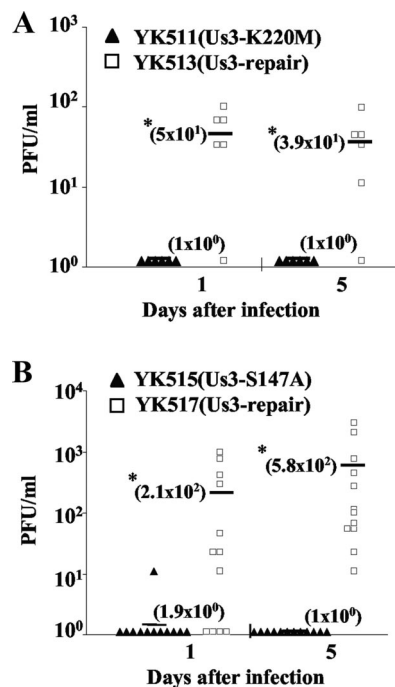 A
▲ YK511(Us3-K220M)
□ YK513(Us3-repair)
PFU/ml
10³
10²
10¹
10⁰
*(5x10¹)
*(3.9x10¹)
(1x10⁰)
(1x10⁰)
1
5
Days after infection
B
▲ YK515(Us3-S147A)
□ YK517(Us3-repair)
PFU/ml
10⁴
10³
10²
10¹
10⁰
*(2.1x10²)
*(5.8x10²)
(1.9x10⁰)
(1x10⁰)
1
5
Days after infection